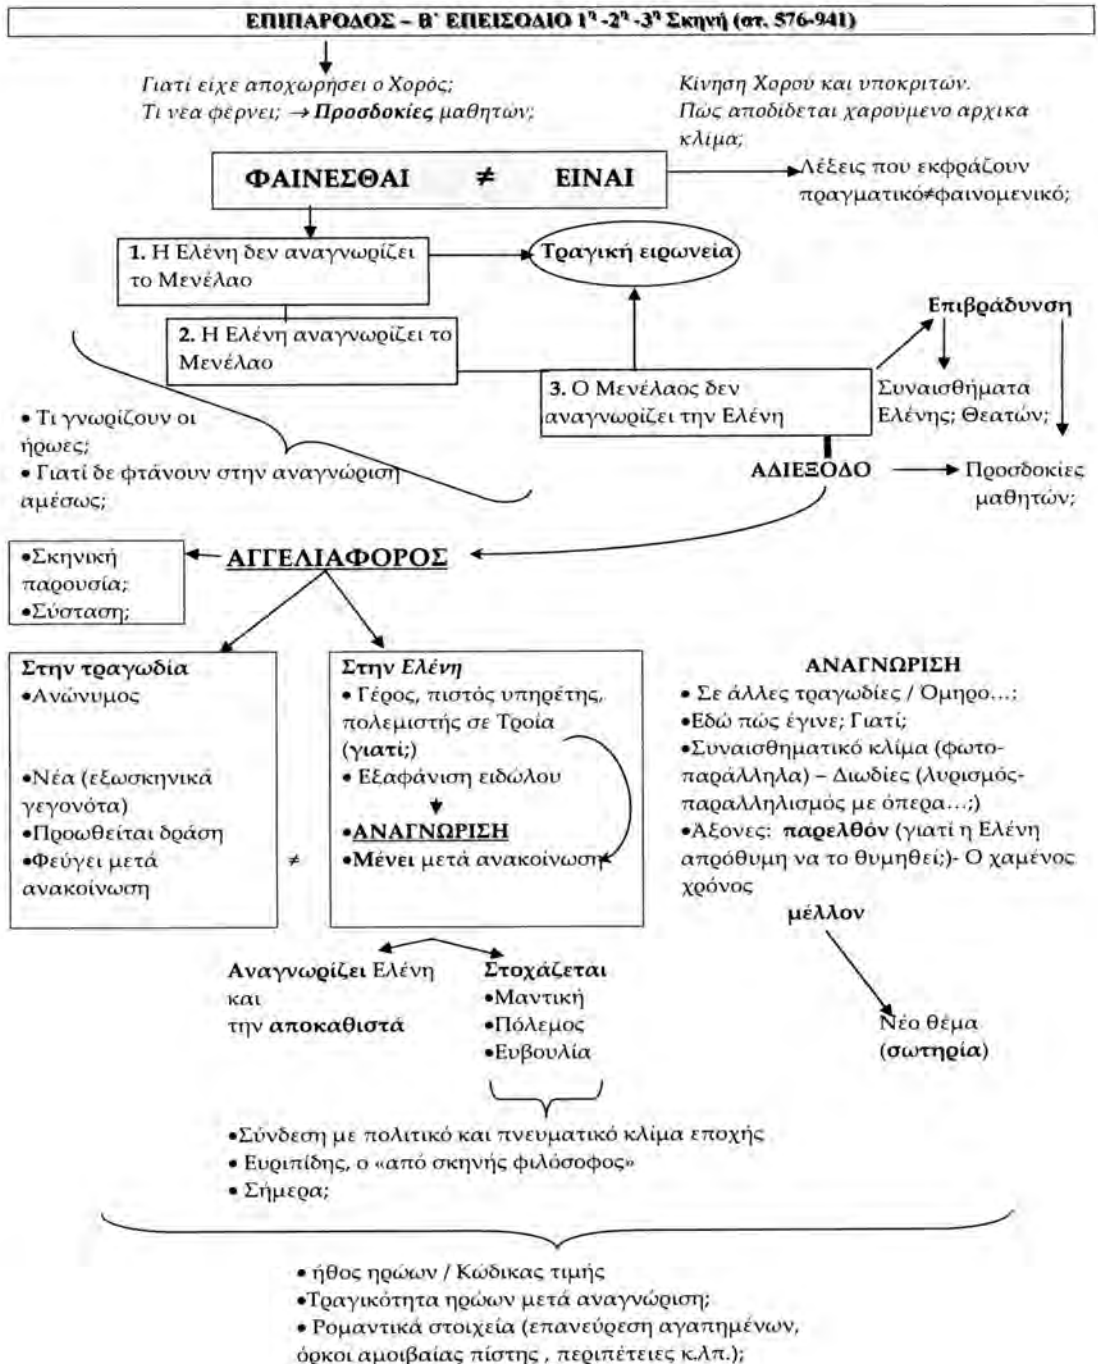 ΕΠΙΠΑΡΟΔΟΣ – Β΄ ΕΠΕΙΣΟΔΙΟ 1η -2η -3η Σκηνή (στ. 576-941)
Γιατί είχε αποχωρήσει ο Χορός;
Τι νέα φέρνει; → Προσδοκίες μαθητών;
Κίνηση Χορού και υποκριτών.
Πώς αποδίδεται χαρούμενο αρχικά
κλίμα;
ΦΑΙΝΕΣΘΑΙ ≠ ΕΙΝΑΙ
Λέξεις που εκφράζουν
πραγματικό≠φαινομενικό;
1. Η Ελένη δεν αναγνωρίζει
το Μενέλαο
Τραγική ειρωνεία
2. Η Ελένη αναγνωρίζει το
Μενέλαο
Επιβράδυνση
3. Ο Μενέλαος δεν
αναγνωρίζει την Ελένη
Συναισθήματα
Ελένης; Θεατών;
• Τι γνωρίζουν οι
ήρωες;
• Γιατί δε φτάνουν στην αναγνώριση
αμέσως;
ΑΔΙΕΞΟΔΟ
Προσδοκίες
μαθητών;
•Σκηνική
παρουσία;
•Σύσταση;
ΑΓΓΕΛΙΑΦΟΡΟΣ
Στην τραγωδία
•Ανώνυμος
•Νέα (εξωσκηνικά
γεγονότα)
•Προωθείται δράση
•Φεύγει μετά
ανακοίνωση
≠
Στην Ελένη
• Γέρος, πιστός υπηρέτης,
πολεμιστής σε Τροία
(γιατί;)
• Εξαφάνιση ειδώλου
•ΑΝΑΓΝΩΡΙΣΗ
•Μένει μετά ανακοίνωση
ΑΝΑΓΝΩΡΙΣΗ
• Σε άλλες τραγωδίες / Όμηρο…;
•Εδώ πώς έγινε; Γιατί;
•Συναισθηματικό κλίμα (φωτο-
παράλληλα) – Διωδίες (λυρισμός-
παραλληλισμός με όπερα…;)
•Άξονες: παρελθόν (γιατί η Ελένη
απρόθυμη να το θυμηθεί;)- Ο χαμένος
χρόνος
μέλλον
Νέο θέμα
(σωτηρία)
Αναγνωρίζει Ελένη
και
την αποκαθιστά
Στοχάζεται
•Μαντική
•Πόλεμος
•Ευβουλία
•Σύνδεση με πολιτικό και πνευματικό κλίμα εποχής
• Ευριπίδης, ο «από σκηνής φιλόσοφος»
• Σήμερα;
• ήθος ηρώων / Κώδικας τιμής
•Τραγικότητα ηρώων μετά αναγνώριση;
• Ρομαντικά στοιχεία (επανεύρεση αγαπημένων,
όρκοι αμοιβαίας πίστης , περιπέτειες κ.λπ.);